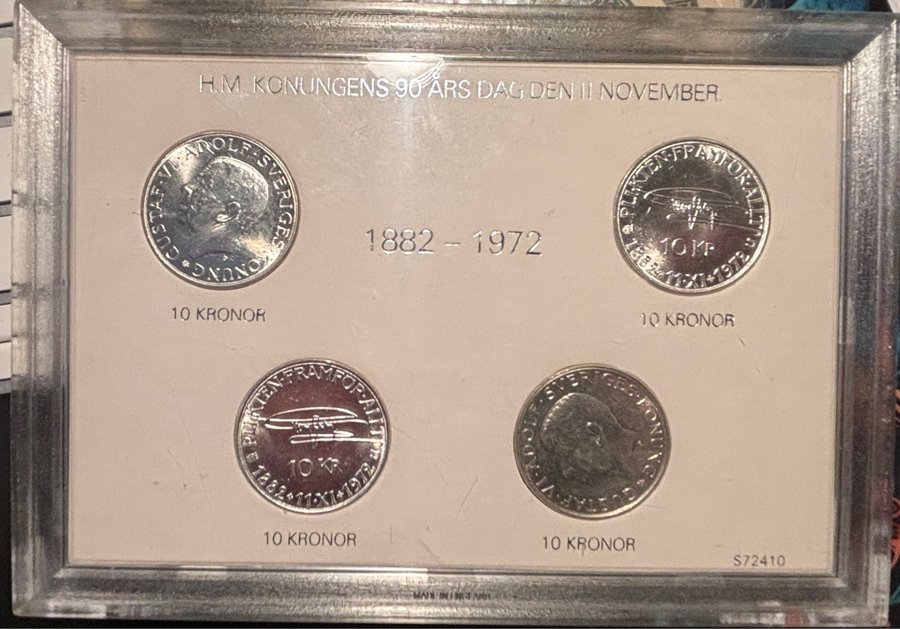 H.M. KONUNGENS 90 ÅRS DAG DEN 11 NOVEMBER.
GUSTAF·VI·ADOLF·SVERIGES·KONUNG
PLIKTEN·FRAMFÖR·ALLT
10 KR
1882·11·XI·1972
1882 – 1972
10 KRONOR
10 KRONOR
PLIKTEN·FRAMFÖR·ALLT
10 KR
1882·11·XI·1972
GUSTAF·VI·ADOLF·SVERIGES·KONUNG
10 KRONOR
10 KRONOR
S72410
MADE IN